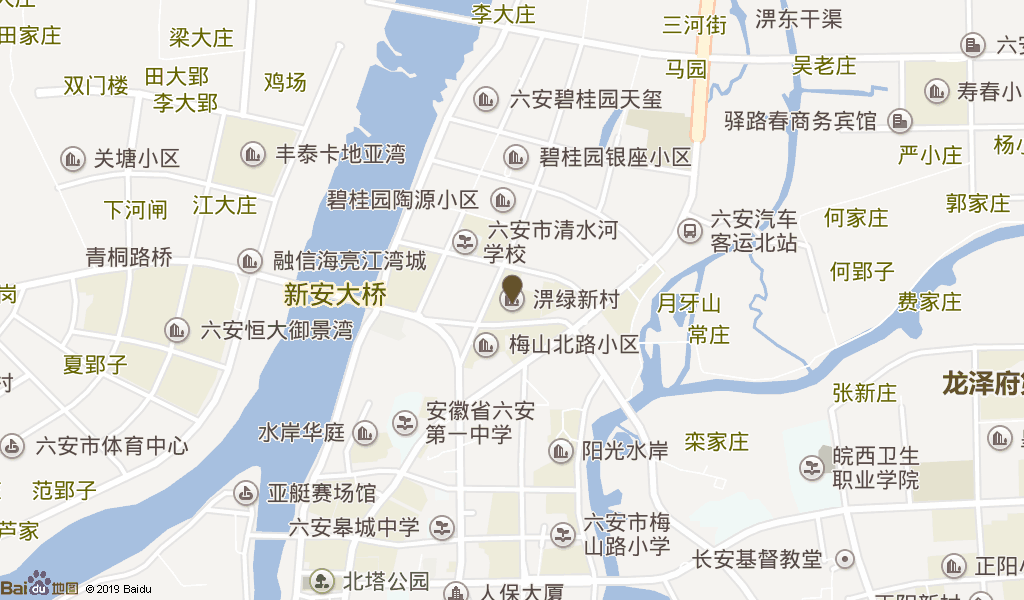 李大庄
三河街
淠东干渠
田家庄
梁大庄
六安
马园
吴老庄
田大郢
双门楼
鸡场
李大郢
六安碧桂园天玺
寿春小
驿路春商务宾馆
杨小
关塘小区
丰泰卡地亚湾
碧桂园银座小区
严小庄
下河闸
江大庄
碧桂园陶源小区
郭家庄
六安汽车
客运北站
何家庄
六安市清水河
学校
青桐路桥
融信海亮江湾城
何郢子
岗
新安大桥
淠绿新村
月牙山
费家庄
六安恒大御景湾
梅山北路小区
常庄
夏郢子
村
张新庄
龙泽府
安徽省六安
第一中学
水岸华庭
六安市体育中心
阳光水岸
栾家庄
皖西卫生
职业学院
范郢子
亚艇赛场馆
芦家
六安皋城中学
六安市梅
山路小学
长安基督教堂
正阳小
北塔公园
人保大厦
正阳新村
Bai du 地图
© 2019 Baidu